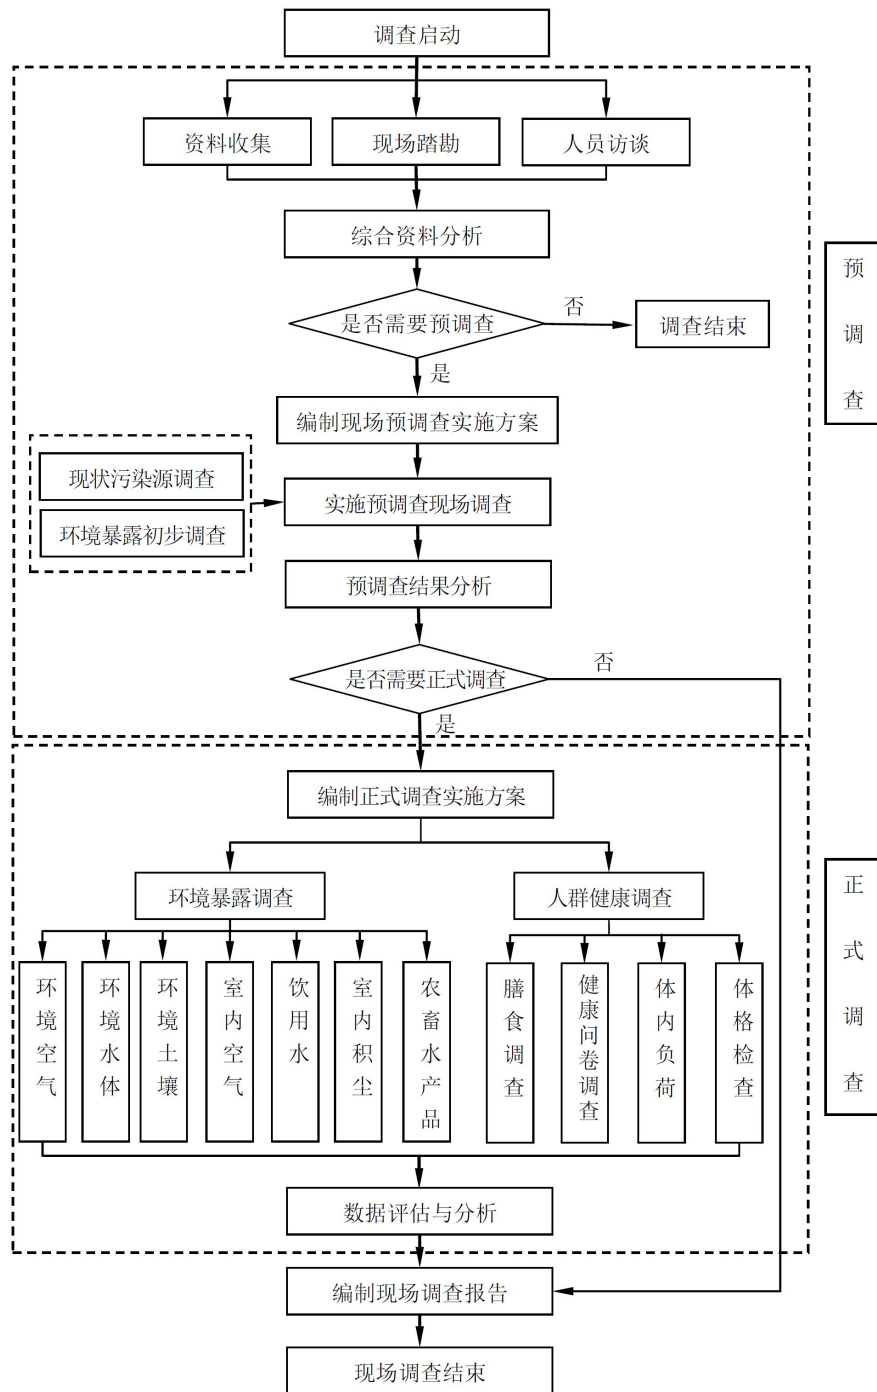 调查启动
资料收集
现场踏勘
人员访谈
综合资料分析
是否需要预调查
否
调查结束
是
编制现场预调查实施方案
现状污染源调查
环境暴露初步调查
实施预调查现场调查
预调查结果分析
是否需要正式调查
否
是
预调查
编制正式调查实施方案
环境暴露调查
人群健康调查
环境空气
环境水体
环境土壤
室内空气
饮用水
室内积尘
农畜水产品
膳食调查
健康问卷调查
体内负荷
体格检查
正式调查
数据评估与分析
编制现场调查报告
现场调查结束